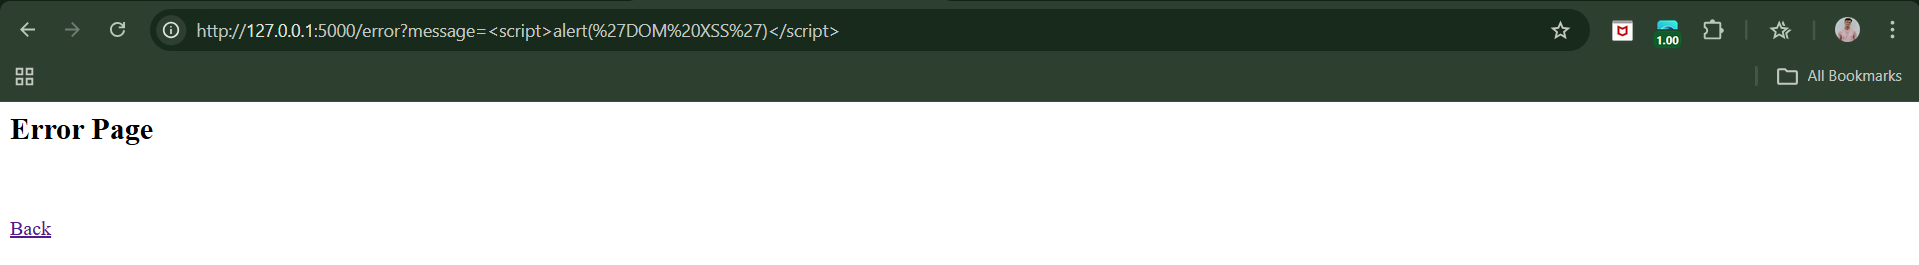 http://127.0.0.1:5000/error?message=<script>alert(%27DOM%20XSS%27)</script>
1.00
All Bookmarks
Error Page
Back